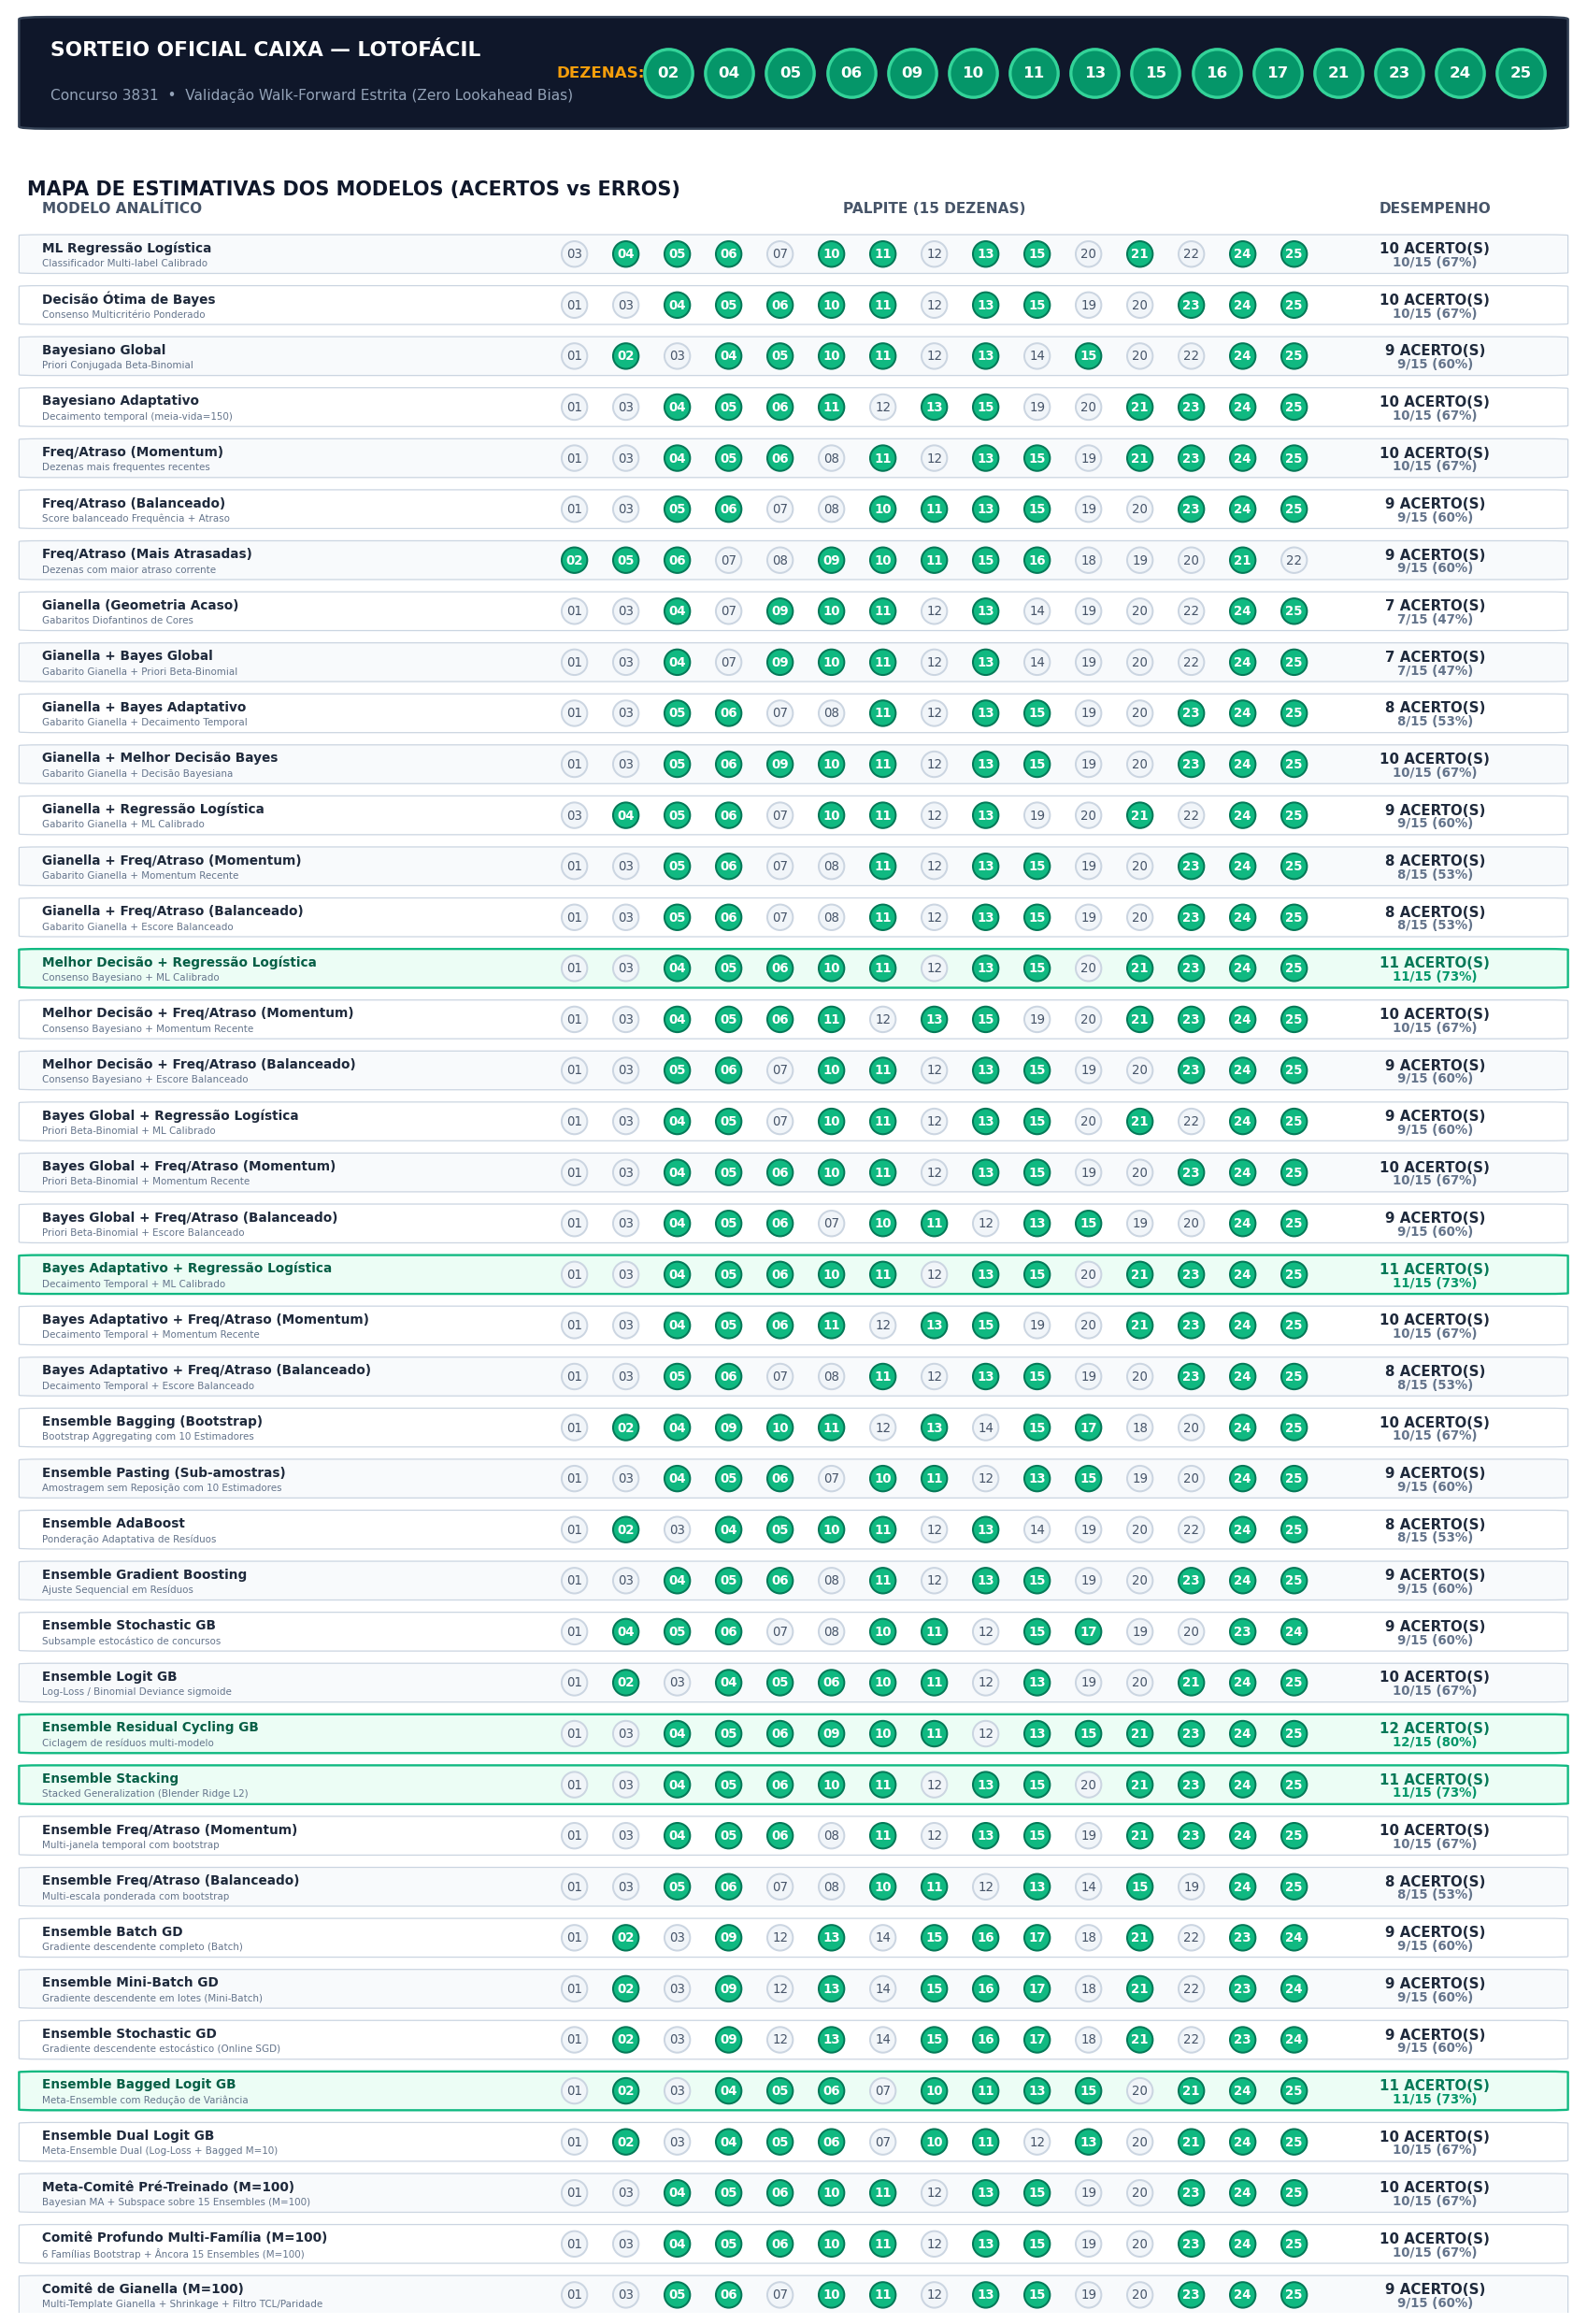 SORTEIO OFICIAL CAIXA — LOTOFÁCIL
DEZENAS: 02 04 05 06 09 10 11 13 15 16 17 21 23 24 25
Concurso 3831 • Validação Walk-Forward Estrita (Zero Lookahead Bias)
MAPA DE ESTIMATIVAS DOS MODELOS (ACERTOS vs ERROS)
MODELO ANALÍTICO PALPITE (15 DEZENAS) DESEMPENHO
ML Regressão Logística 03 04 05 06 07 10 11 12 13 15 20 21 22 24 25 10 ACERTO(S)
Classificador Multi-label Calibrado 10/15 (67%)
Decisão Ótima de Bayes 01 03 04 05 06 10 11 12 13 15 19 20 23 24 25 10 ACERTO(S)
Consenso Multicritério Ponderado 10/15 (67%)
Bayesiano Global 01 02 03 04 05 10 11 12 13 14 15 20 22 24 25 9 ACERTO(S)
Priori Conjugada Beta-Binomial 9/15 (60%)
Bayesiano Adaptativo 01 03 04 05 06 11 12 13 15 19 20 21 23 24 25 10 ACERTO(S)
Decaimento temporal (meia-vida=150) 10/15 (67%)
Freq/Atraso (Momentum) 01 03 04 05 06 08 11 12 13 15 19 21 23 24 25 10 ACERTO(S)
Dezenas mais frequentes recentes 10/15 (67%)
Freq/Atraso (Balanceado) 01 03 05 06 07 08 10 11 13 15 19 20 23 24 25 9 ACERTO(S)
Score balanceado Frequência + Atraso 9/15 (60%)
Freq/Atraso (Mais Atrasadas) 02 05 06 07 08 09 10 11 15 16 18 19 20 21 22 9 ACERTO(S)
Dezenas com maior atraso corrente 9/15 (60%)
Gianella (Geometria Acaso) 01 03 04 07 09 10 11 12 13 14 19 20 22 24 25 7 ACERTO(S)
Gabaritos Diofantinos de Cores 7/15 (47%)
Gianella + Bayes Global 01 03 04 07 09 10 11 12 13 14 19 20 22 24 25 7 ACERTO(S)
Gabarito Gianella + Priori Beta-Binomial 7/15 (47%)
Gianella + Bayes Adaptativo 01 03 05 06 07 08 11 12 13 15 19 20 23 24 25 8 ACERTO(S)
Gabarito Gianella + Decaimento Temporal 8/15 (53%)
Gianella + Melhor Decisão Bayes 01 03 05 06 09 10 11 12 13 15 19 20 23 24 25 10 ACERTO(S)
Gabarito Gianella + Decisão Bayesiana 10/15 (67%)
Gianella + Regressão Logística 03 04 05 06 07 10 11 12 13 19 20 21 22 24 25 9 ACERTO(S)
Gabarito Gianella + ML Calibrado 9/15 (60%)
Gianella + Freq/Atraso (Momentum) 01 03 05 06 07 08 11 12 13 15 19 20 23 24 25 8 ACERTO(S)
Gabarito Gianella + Momentum Recente 8/15 (53%)
Gianella + Freq/Atraso (Balanceado) 01 03 05 06 07 08 11 12 13 15 19 20 23 24 25 8 ACERTO(S)
Gabarito Gianella + Escore Balanceado 8/15 (53%)
Melhor Decisão + Regressão Logística 01 03 04 05 06 10 11 12 13 15 20 21 23 24 25 11 ACERTO(S)
Consenso Bayesiano + ML Calibrado 11/15 (73%)
Melhor Decisão + Freq/Atraso (Momentum) 01 03 04 05 06 11 12 13 15 19 20 21 23 24 25 10 ACERTO(S)
Consenso Bayesiano + Momentum Recente 10/15 (67%)
Melhor Decisão + Freq/Atraso (Balanceado) 01 03 05 06 07 10 11 12 13 15 19 20 23 24 25 9 ACERTO(S)
Consenso Bayesiano + Escore Balanceado 9/15 (60%)
Bayes Global + Regressão Logística 01 03 04 05 07 10 11 12 13 15 20 21 22 24 25 9 ACERTO(S)
Priori Beta-Binomial + ML Calibrado 9/15 (60%)
Bayes Global + Freq/Atraso (Momentum) 01 03 04 05 06 10 11 12 13 15 19 20 23 24 25 10 ACERTO(S)
Priori Beta-Binomial + Momentum Recente 10/15 (67%)
Bayes Global + Freq/Atraso (Balanceado) 01 03 04 05 06 07 10 11 12 13 15 19 20 24 25 9 ACERTO(S)
Priori Beta-Binomial + Escore Balanceado 9/15 (60%)
Bayes Adaptativo + Regressão Logística 01 03 04 05 06 10 11 12 13 15 20 21 23 24 25 11 ACERTO(S)
Decaimento Temporal + ML Calibrado 11/15 (73%)
Bayes Adaptativo + Freq/Atraso (Momentum) 01 03 04 05 06 11 12 13 15 19 20 21 23 24 25 10 ACERTO(S)
Decaimento Temporal + Momentum Recente 10/15 (67%)
Bayes Adaptativo + Freq/Atraso (Balanceado) 01 03 05 06 07 08 11 12 13 15 19 20 23 24 25 8 ACERTO(S)
Decaimento Temporal + Escore Balanceado 8/15 (53%)
Ensemble Bagging (Bootstrap) 01 02 04 09 10 11 12 13 14 15 17 18 20 24 25 10 ACERTO(S)
Bootstrap Aggregating com 10 Estimadores 10/15 (67%)
Ensemble Pasting (Sub-amostras) 01 03 04 05 06 07 10 11 12 13 15 19 20 24 25 9 ACERTO(S)
Amostragem sem Reposição com 10 Estimadores 9/15 (60%)
Ensemble AdaBoost 01 02 03 04 05 10 11 12 13 14 19 20 22 24 25 8 ACERTO(S)
Ponderação Adaptativa de Resíduos 8/15 (53%)
Ensemble Gradient Boosting 01 03 04 05 06 08 11 12 13 15 19 20 23 24 25 9 ACERTO(S)
Ajuste Sequencial em Resíduos 9/15 (60%)
Ensemble Stochastic GB 01 04 05 06 07 08 10 11 12 15 17 19 20 23 24 9 ACERTO(S)
Subsample estocástico de concursos 9/15 (60%)
Ensemble Logit GB 01 02 03 04 05 06 10 11 12 13 19 20 21 24 25 10 ACERTO(S)
Log-Loss / Binomial Deviance sigmoide 10/15 (67%)
Ensemble Residual Cycling GB 01 03 04 05 06 09 10 11 12 13 15 21 23 24 25 12 ACERTO(S)
Ciclagem de resíduos multi-modelo 12/15 (80%)
Ensemble Stacking 01 03 04 05 06 10 11 12 13 15 20 21 23 24 25 11 ACERTO(S)
Stacked Generalization (Blender Ridge L2) 11/15 (73%)
Ensemble Freq/Atraso (Momentum) 01 03 04 05 06 08 11 12 13 15 19 21 23 24 25 10 ACERTO(S)
Multi-janela temporal com bootstrap 10/15 (67%)
Ensemble Freq/Atraso (Balanceado) 01 03 05 06 07 08 10 11 12 13 14 15 19 24 25 8 ACERTO(S)
Multi-escala ponderada com bootstrap 8/15 (53%)
Ensemble Batch GD 01 02 03 09 12 13 14 15 16 17 18 21 22 23 24 9 ACERTO(S)
Gradiente descendente completo (Batch) 9/15 (60%)
Ensemble Mini-Batch GD 01 02 03 09 12 13 14 15 16 17 18 21 22 23 24 9 ACERTO(S)
Gradiente descendente em lotes (Mini-Batch) 9/15 (60%)
Ensemble Stochastic GD 01 02 03 09 12 13 14 15 16 17 18 21 22 23 24 9 ACERTO(S)
Gradiente descendente estocástico (Online SGD) 9/15 (60%)
Ensemble Bagged Logit GB 01 02 03 04 05 06 07 10 11 13 15 20 21 24 25 11 ACERTO(S)
Meta-Ensemble com Redução de Variância 11/15 (73%)
Ensemble Dual Logit GB 01 02 03 04 05 06 07 10 11 12 13 20 21 24 25 10 ACERTO(S)
Meta-Ensemble Dual (Log-Loss + Bagged M=10) 10/15 (67%)
Meta-Comitê Pré-Treinado (M=100) 01 03 04 05 06 10 11 12 13 15 19 20 23 24 25 10 ACERTO(S)
Bayesian MA + Subspace sobre 15 Ensembles (M=100) 10/15 (67%)
Comitê Profundo Multi-Família (M=100) 01 03 04 05 06 10 11 12 13 15 19 20 23 24 25 10 ACERTO(S)
6 Famílias Bootstrap + Âncora 15 Ensembles (M=100) 10/15 (67%)
Comitê de Gianella (M=100) 01 03 05 06 07 10 11 12 13 15 19 20 23 24 25 9 ACERTO(S)
Multi-Template Gianella + Shrinkage + Filtro TCL/Paridade 9/15 (60%)